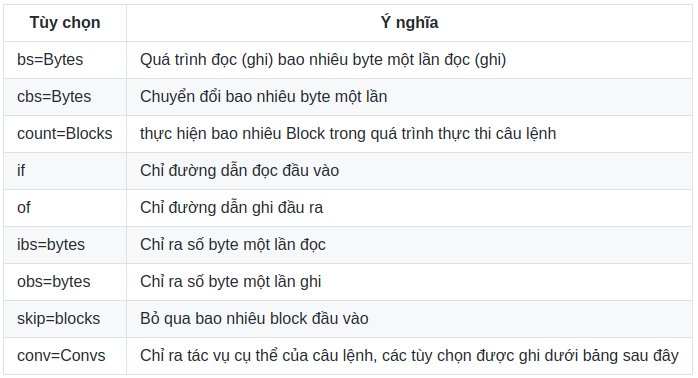 Tùy chọn Ý nghĩa
bs=Bytes Quá trình đọc (ghi) bao nhiêu byte một lần đọc (ghi)
cbs=Bytes Chuyển đổi bao nhiêu byte một lần
count=Blocks thực hiện bao nhiêu Block trong quá trình thực thi câu lệnh
if Chỉ đường dẫn đọc đầu vào
of Chỉ đường dẫn ghi đầu ra
ibs=bytes Chỉ ra số byte một lần đọc
obs=bytes Chỉ ra số byte một lần ghi
skip=blocks Bỏ qua bao nhiêu block đầu vào
conv=Convs Chỉ ra tác vụ cụ thể của câu lệnh, các tùy chọn được ghi dưới bảng sau đây